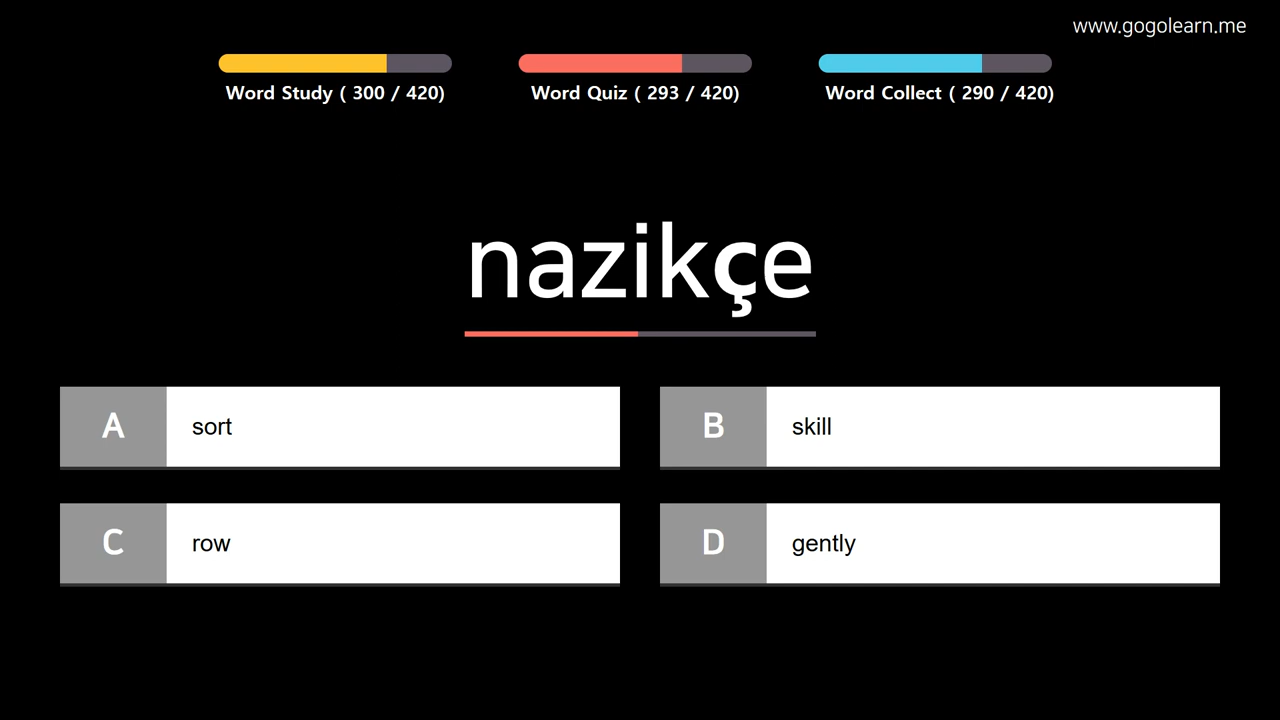 www.gogolearn.me
Word Study ( 300 / 420)
Word Quiz ( 293 / 420)
Word Collect ( 290 / 420)
nazikçe
A sort
B skill
C row
D gently